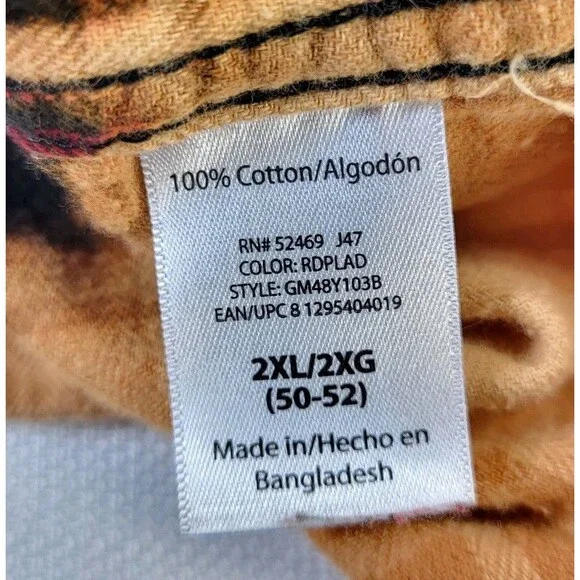 100% Cotton/Algodón
RN# 52469 J47
COLOR: RDPLAD
STYLE: GM48Y103B
EAN/UPC 8 1295404019
2XL/2XG
(50-52)
Made in/Hecho en
Bangladesh